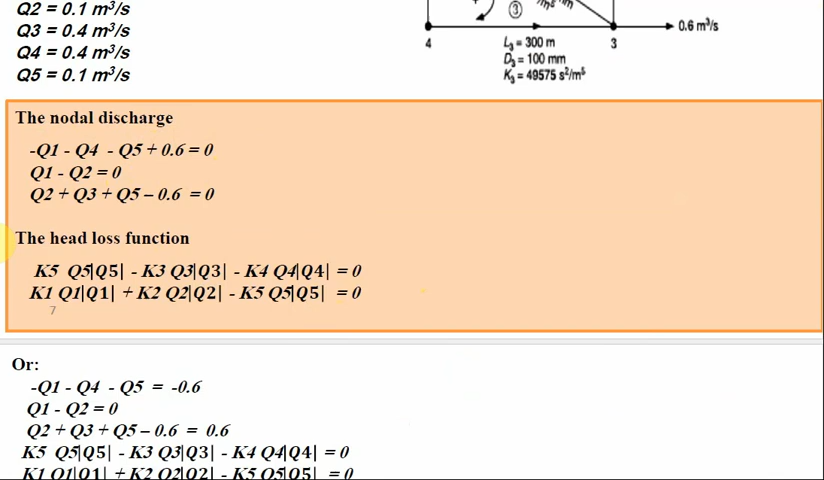 Q2 = 0.1 m³/s
Q3 = 0.4 m³/s
Q4 = 0.4 m³/s
Q5 = 0.1 m³/s
3
0.6 m³/s
4
3
L₃ = 300 m
D₃ = 100 mm
K₃ = 49575 s²/m⁵
The nodal discharge
-Q1 - Q4 - Q5 + 0.6 = 0
Q1 - Q2 = 0
Q2 + Q3 + Q5 – 0.6 = 0
The head loss function
K5 Q5|Q5| - K3 Q3|Q3| - K4 Q4|Q4| = 0
K1 Q1|Q1| + K2 Q2|Q2| - K5 Q5|Q5| = 0
7
Or:
-Q1 - Q4 - Q5 = -0.6
Q1 - Q2 = 0
Q2 + Q3 + Q5 – 0.6 = 0.6
K5 Q5|Q5| - K3 Q3|Q3| - K4 Q4|Q4| = 0
K1 Q1|Q1| + K2 Q2|Q2| - K5 Q5|Q5| = 0